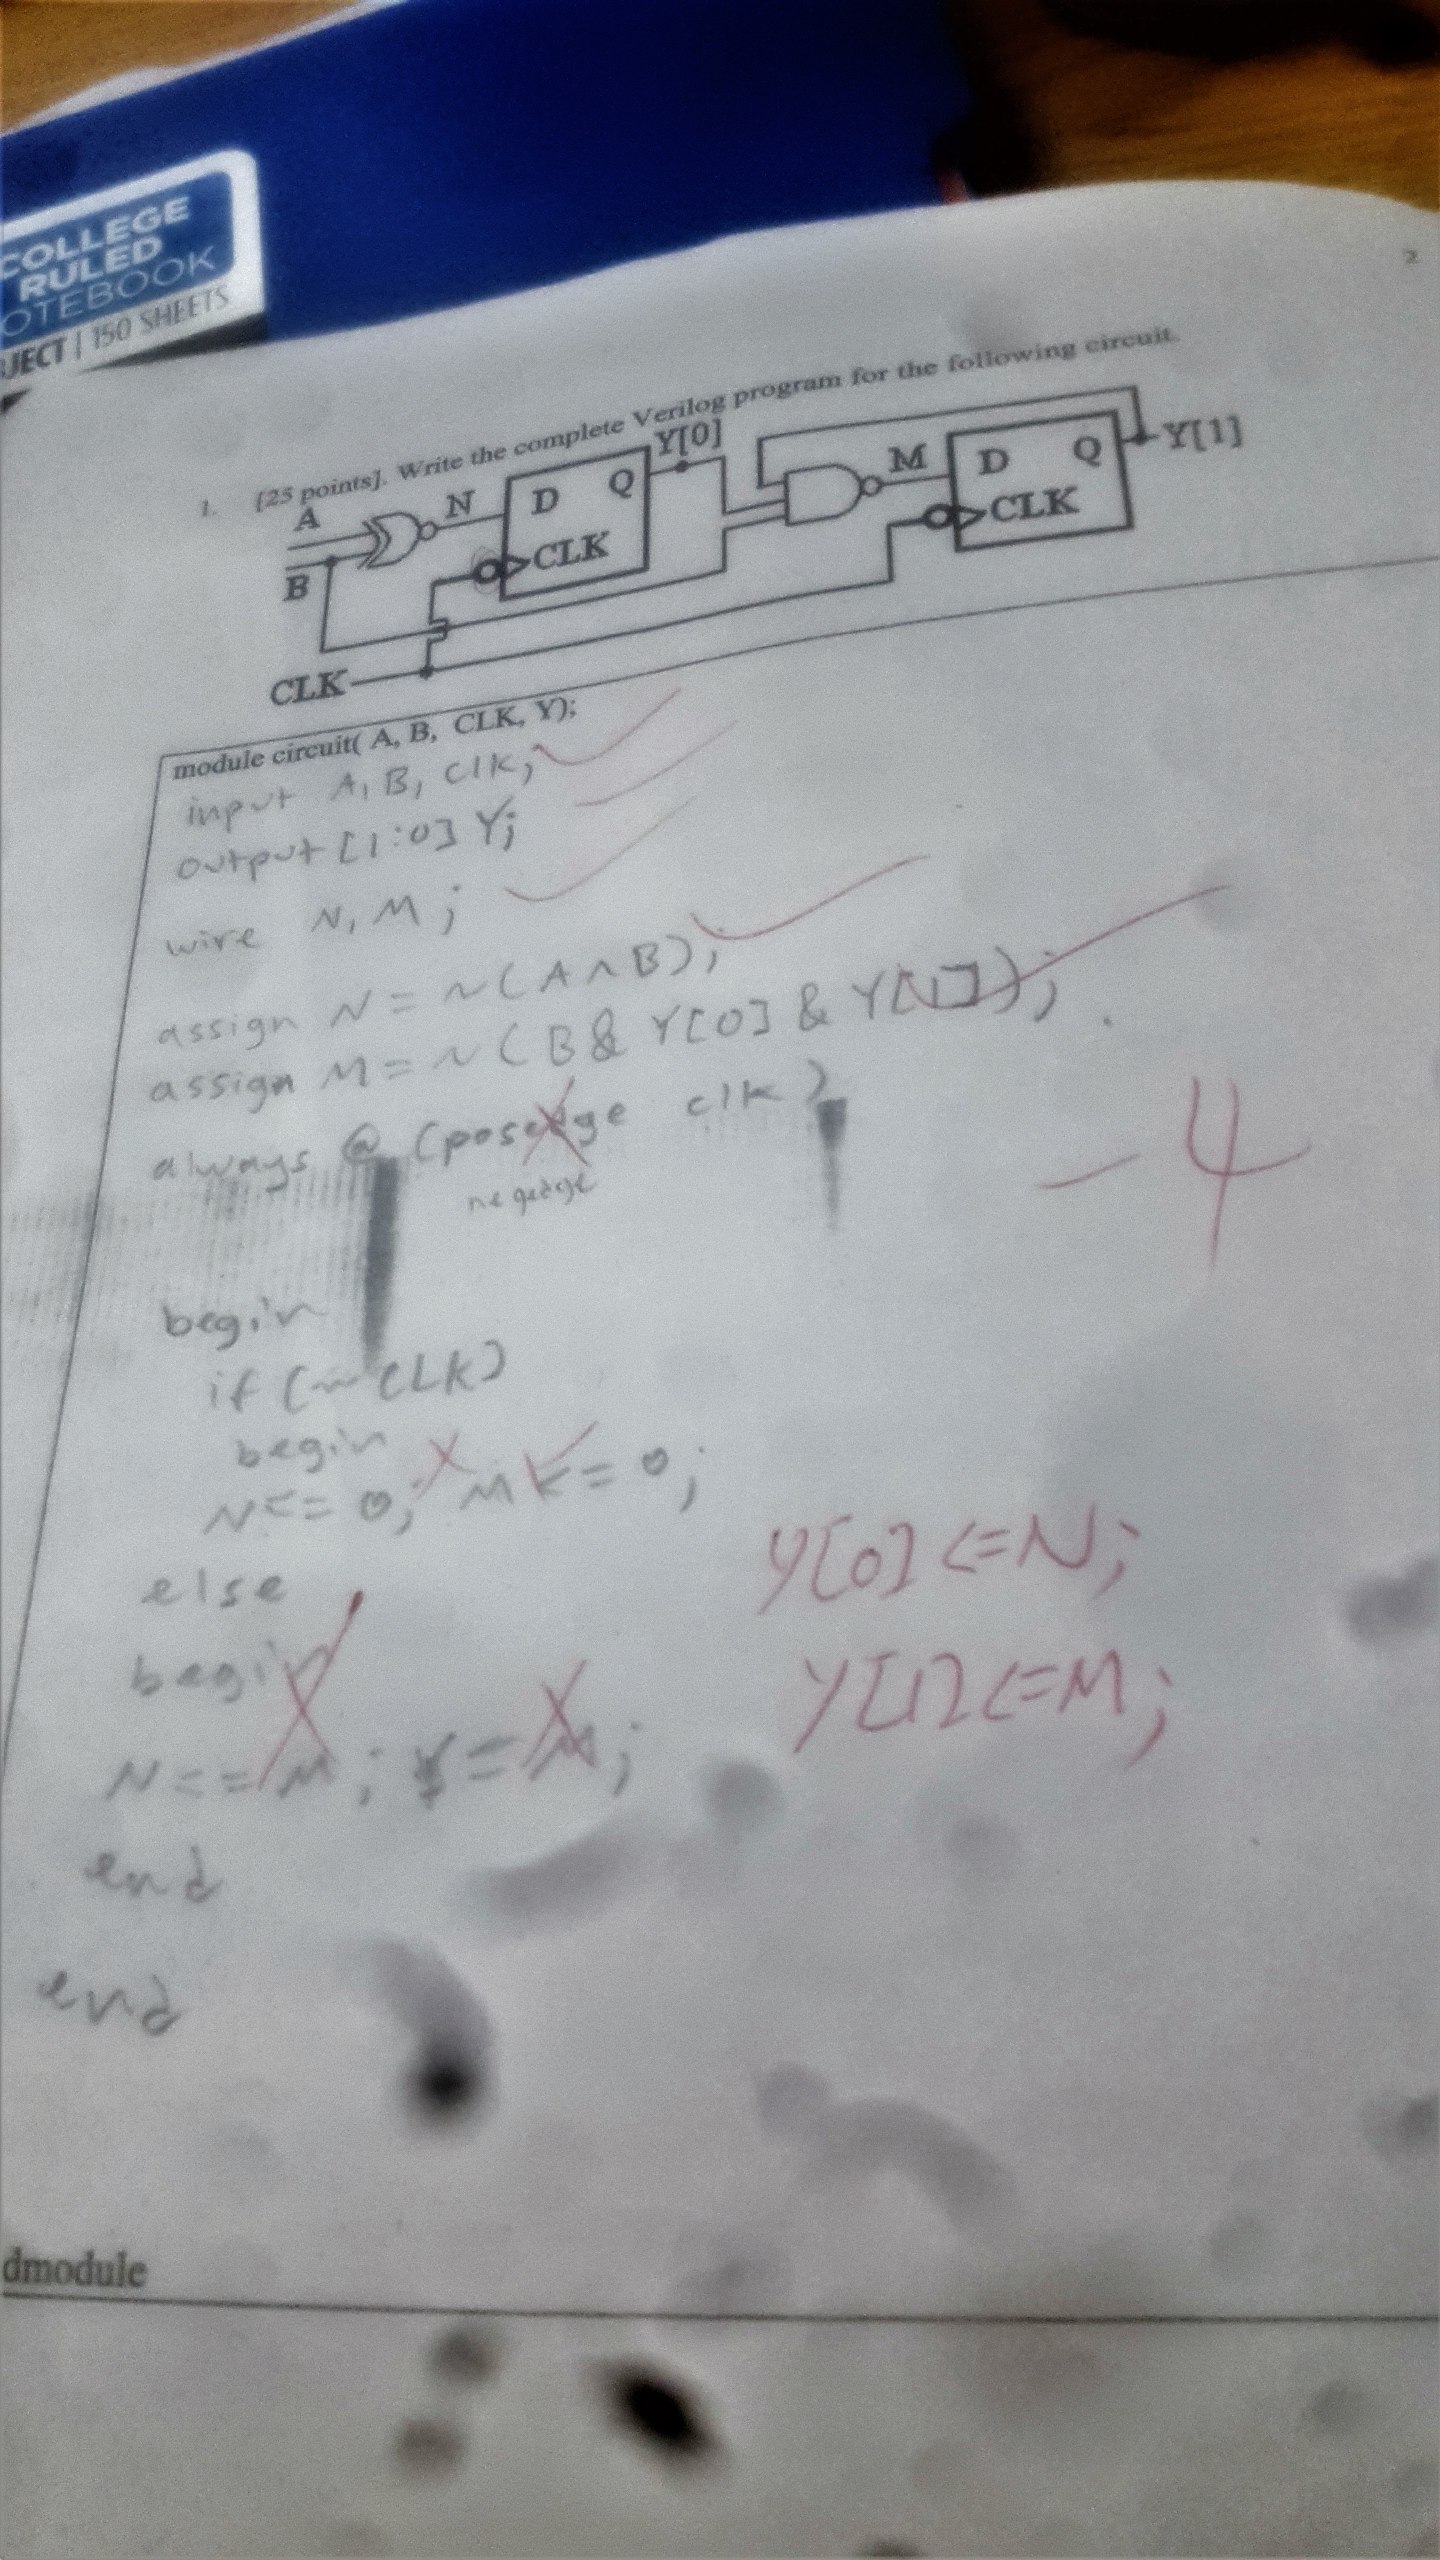 COLLEGE
RULED
OTEBOOK
JECT | 150 SHEETS
2
1. [25 points]. Write the complete Verilog program for the following circuit.
A
B
N
D
Q
CLK
Y[0]
M
D
Q
CLK
Y[1]
CLK
module circuit( A, B, CLK, Y);
input A, B, clk;
output [1:0] Y;
wire N, M;
assign N = ~(A ^ B);
assign M = ~(B & Y[0] & Y[1]);
always @ (posedge clk)
negedge
-4
begin
if (~CLK)
begin
N <= 0; M <= 0;
Y[0] <= N;
else
begin
Y[1] <= M;
N <= M; Y = M;
end
end
dmodule